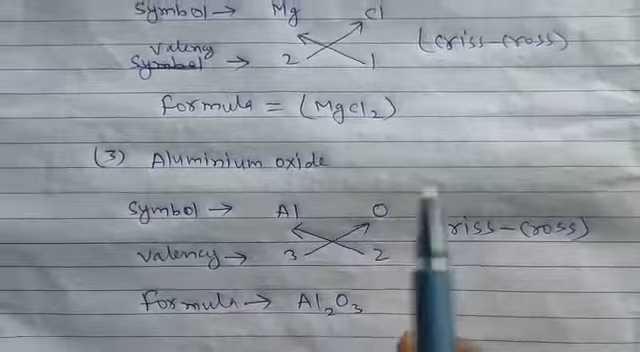 Symbol → Mg Cl
Valency
Symbol → 2 1 (criss-cross)
Formula = (MgCl₂)
(3) Aluminium oxide
Symbol → Al O
riss-cross)
Valency → 3 2
Formula → Al₂O₃